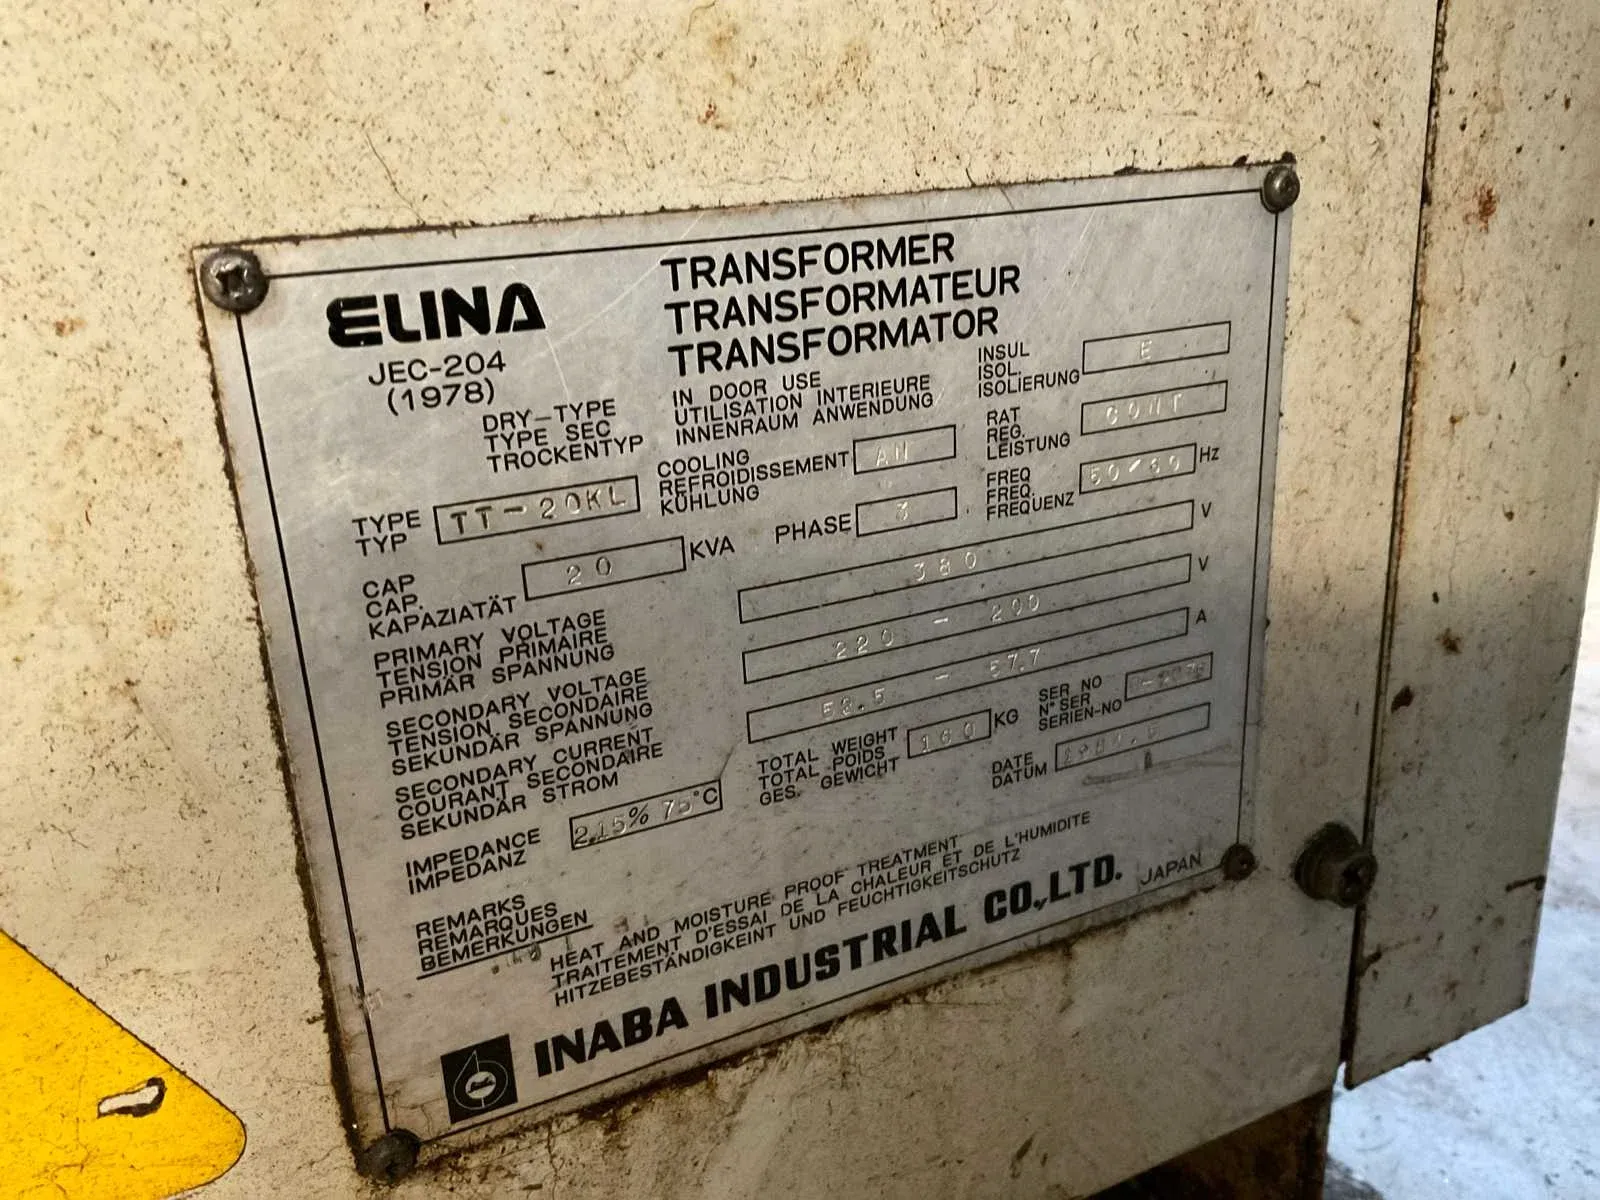 ELINA
JEC-204
(1978)
TRANSFORMER
TRANSFORMATEUR
TRANSFORMATOR
DRY-TYPE
TYPE SEC
TROCKENTYP
IN DOOR USE
UTILISATION INTERIEURE
INNENRAUM ANWENDUNG
INSUL
ISOL.
ISOLIERUNG
E
TYPE
TYP
TT-20KL
COOLING
REFROIDISSEMENT
KÜHLUNG
AN
RAT
REG.
LEISTUNG
CONT
CAP
CAP.
KAPAZIATÄT
20 KVA
PHASE 3
FREQ
FREQ.
FREQUENZ
50/60 Hz
PRIMARY VOLTAGE
TENSION PRIMAIRE
PRIMÄR SPANNUNG
380 V
SECONDARY VOLTAGE
TENSION SECONDAIRE
SEKUNDÄR SPANNUNG
220 - 200 V
SECONDARY CURRENT
COURANT SECONDAIRE
SEKUNDÄR STROM
52.5 - 57.7 A
IMPEDANCE
IMPEDANZ
2.15% 75°C
TOTAL WEIGHT
TOTAL POIDS
GES. GEWICHT
160 KG
SER NO
N° SER
SERIEN-NO
DATE
DATUM
REMARKS
REMARQUES
BEMERKUNGEN
HEAT AND MOISTURE PROOF TREATMENT
TRAITEMENT D'ESSAI DE LA CHALEUR ET DE L'HUMIDITE
HITZEBESTÄNDIGKEINT UND FEUCHTIGKEITSCHUTZ
INABA INDUSTRIAL CO.,LTD. JAPAN